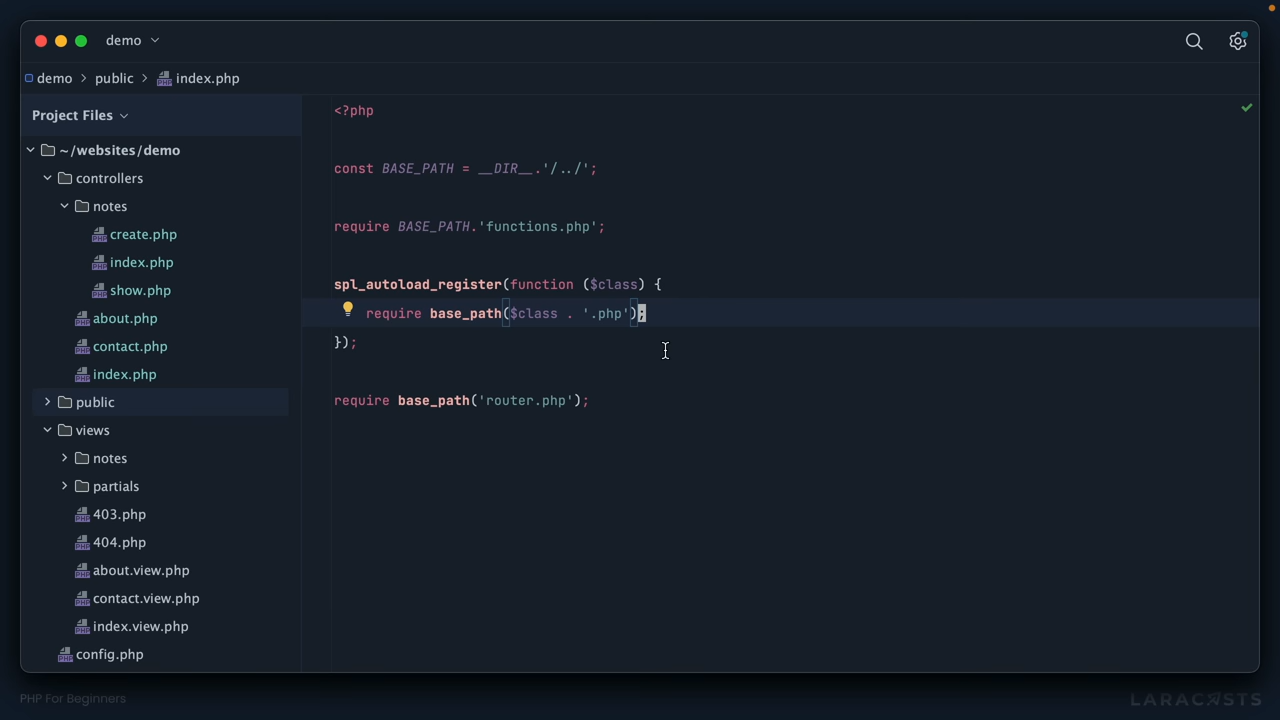 demo
demo > public > index.php
Project Files
~/websites/demo
controllers
notes
create.php
index.php
show.php
about.php
contact.php
index.php
public
views
notes
partials
403.php
404.php
about.view.php
contact.view.php
index.view.php
config.php
<?php
const BASE_PATH = __DIR__.'/../';
require BASE_PATH.'functions.php';
spl_autoload_register(function ($class) {
require base_path($class . '.php');
});
require base_path('router.php');
PHP For Beginners
LARACASTS